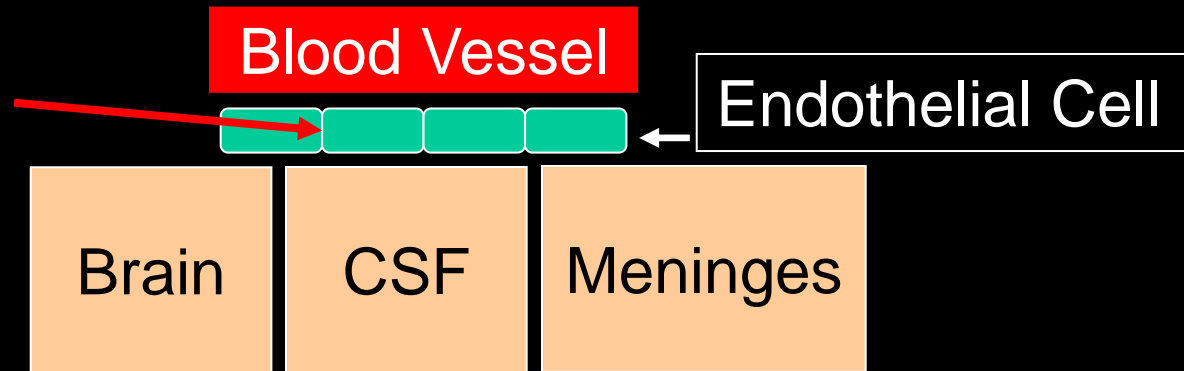 Blood Vessel
Endothelial Cell
Brain
CSF
Meninges